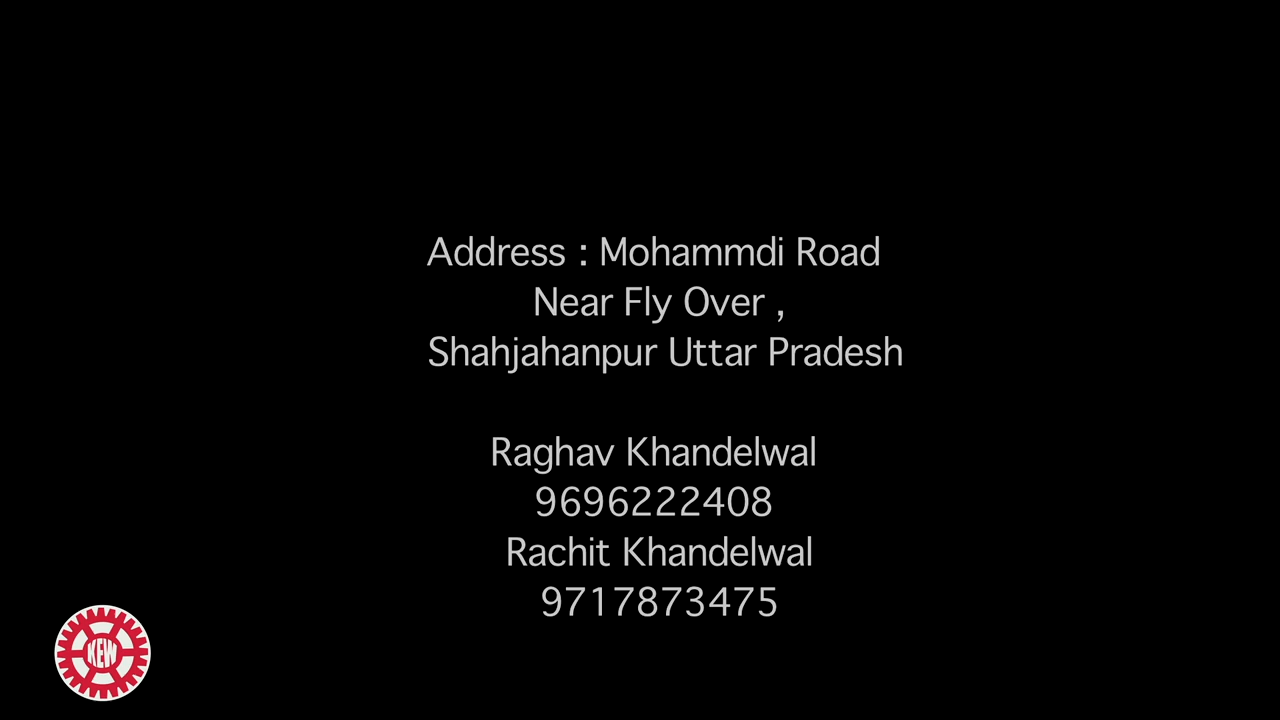 Address : Mohammdi Road
Near Fly Over ,
Shahjahanpur Uttar Pradesh
Raghav Khandelwal
9696222408
Rachit Khandelwal
9717873475
KEW